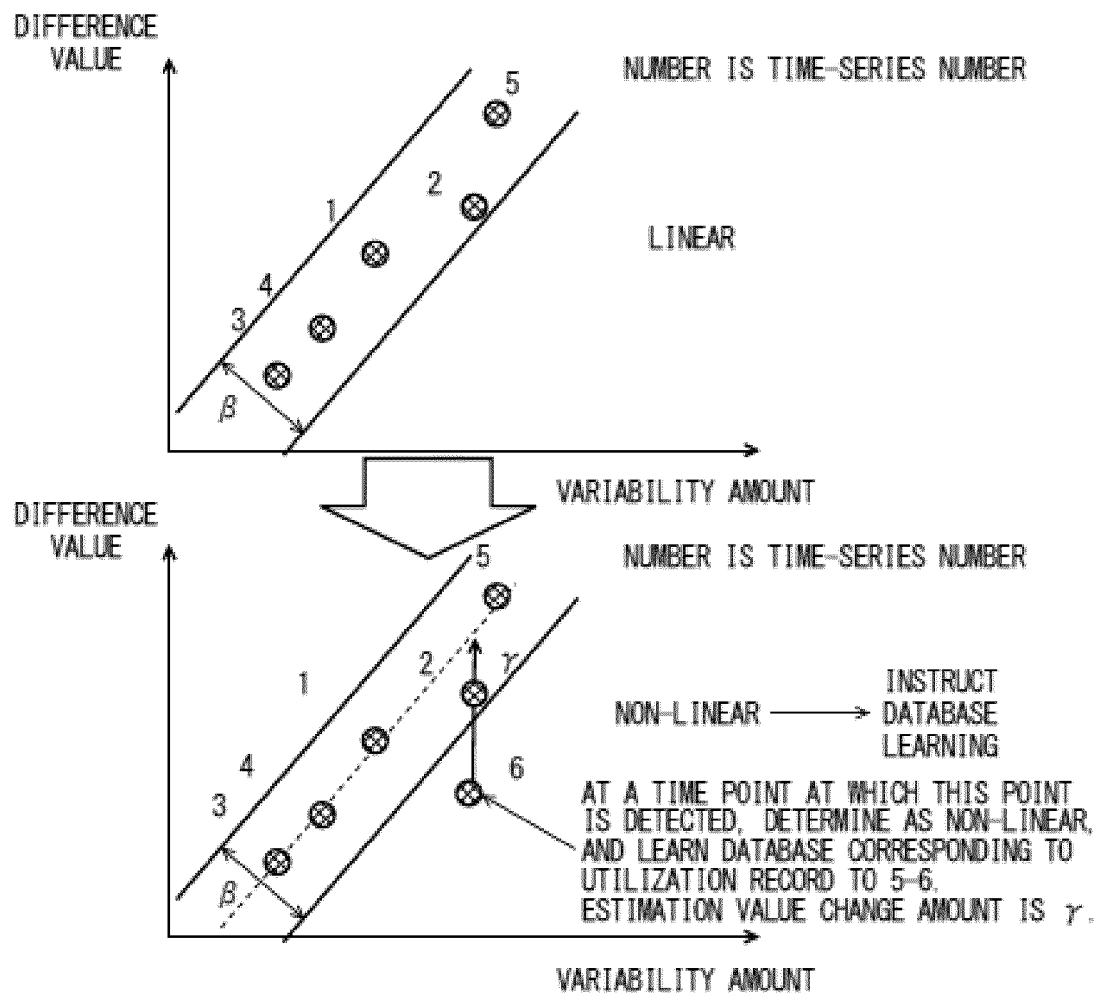 DIFFERENCE
VALUE
NUMBER IS TIME-SERIES NUMBER
5
2
1
LINEAR
4
3
β
VARIABILITY AMOUNT
DIFFERENCE
VALUE
NUMBER IS TIME-SERIES NUMBER
5
2
γ
1
INSTRUCT
NON-LINEAR
DATABASE
LEARNING
4
6
3
AT A TIME POINT AT WHICH THIS POINT
IS DETECTED, DETERMINE AS NON-LINEAR,
AND LEARN DATABASE CORRESPONDING TO
UTILIZATION RECORD TO 5-6.
ESTIMATION VALUE CHANGE AMOUNT IS γ.
β
VARIABILITY AMOUNT